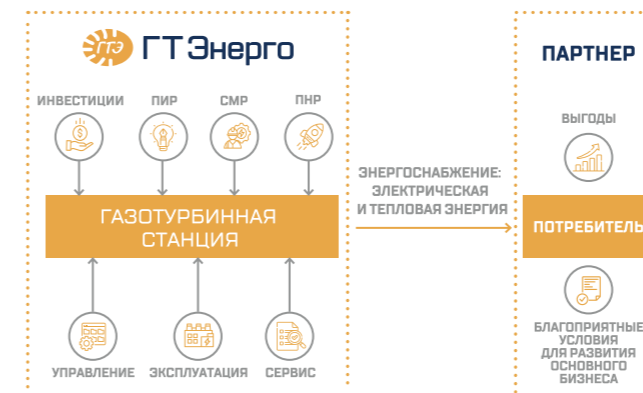 ГТЭ ГТ Энерго
ИНВЕСТИЦИИ ПИР СМР ПНР
ГАЗОТУРБИННАЯ
СТАНЦИЯ
УПРАВЛЕНИЕ ЭКСПЛУАТАЦИЯ СЕРВИС
ЭНЕРГОСНАБЖЕНИЕ:
ЭЛЕКТРИЧЕСКАЯ
И ТЕПЛОВАЯ ЭНЕРГИЯ
ПАРТНЕР
ВЫГОДЫ
ПОТРЕБИТЕЛЬ
БЛАГОПРИЯТНЫЕ
УСЛОВИЯ
ДЛЯ РАЗВИТИЯ
ОСНОВНОГО
БИЗНЕСА